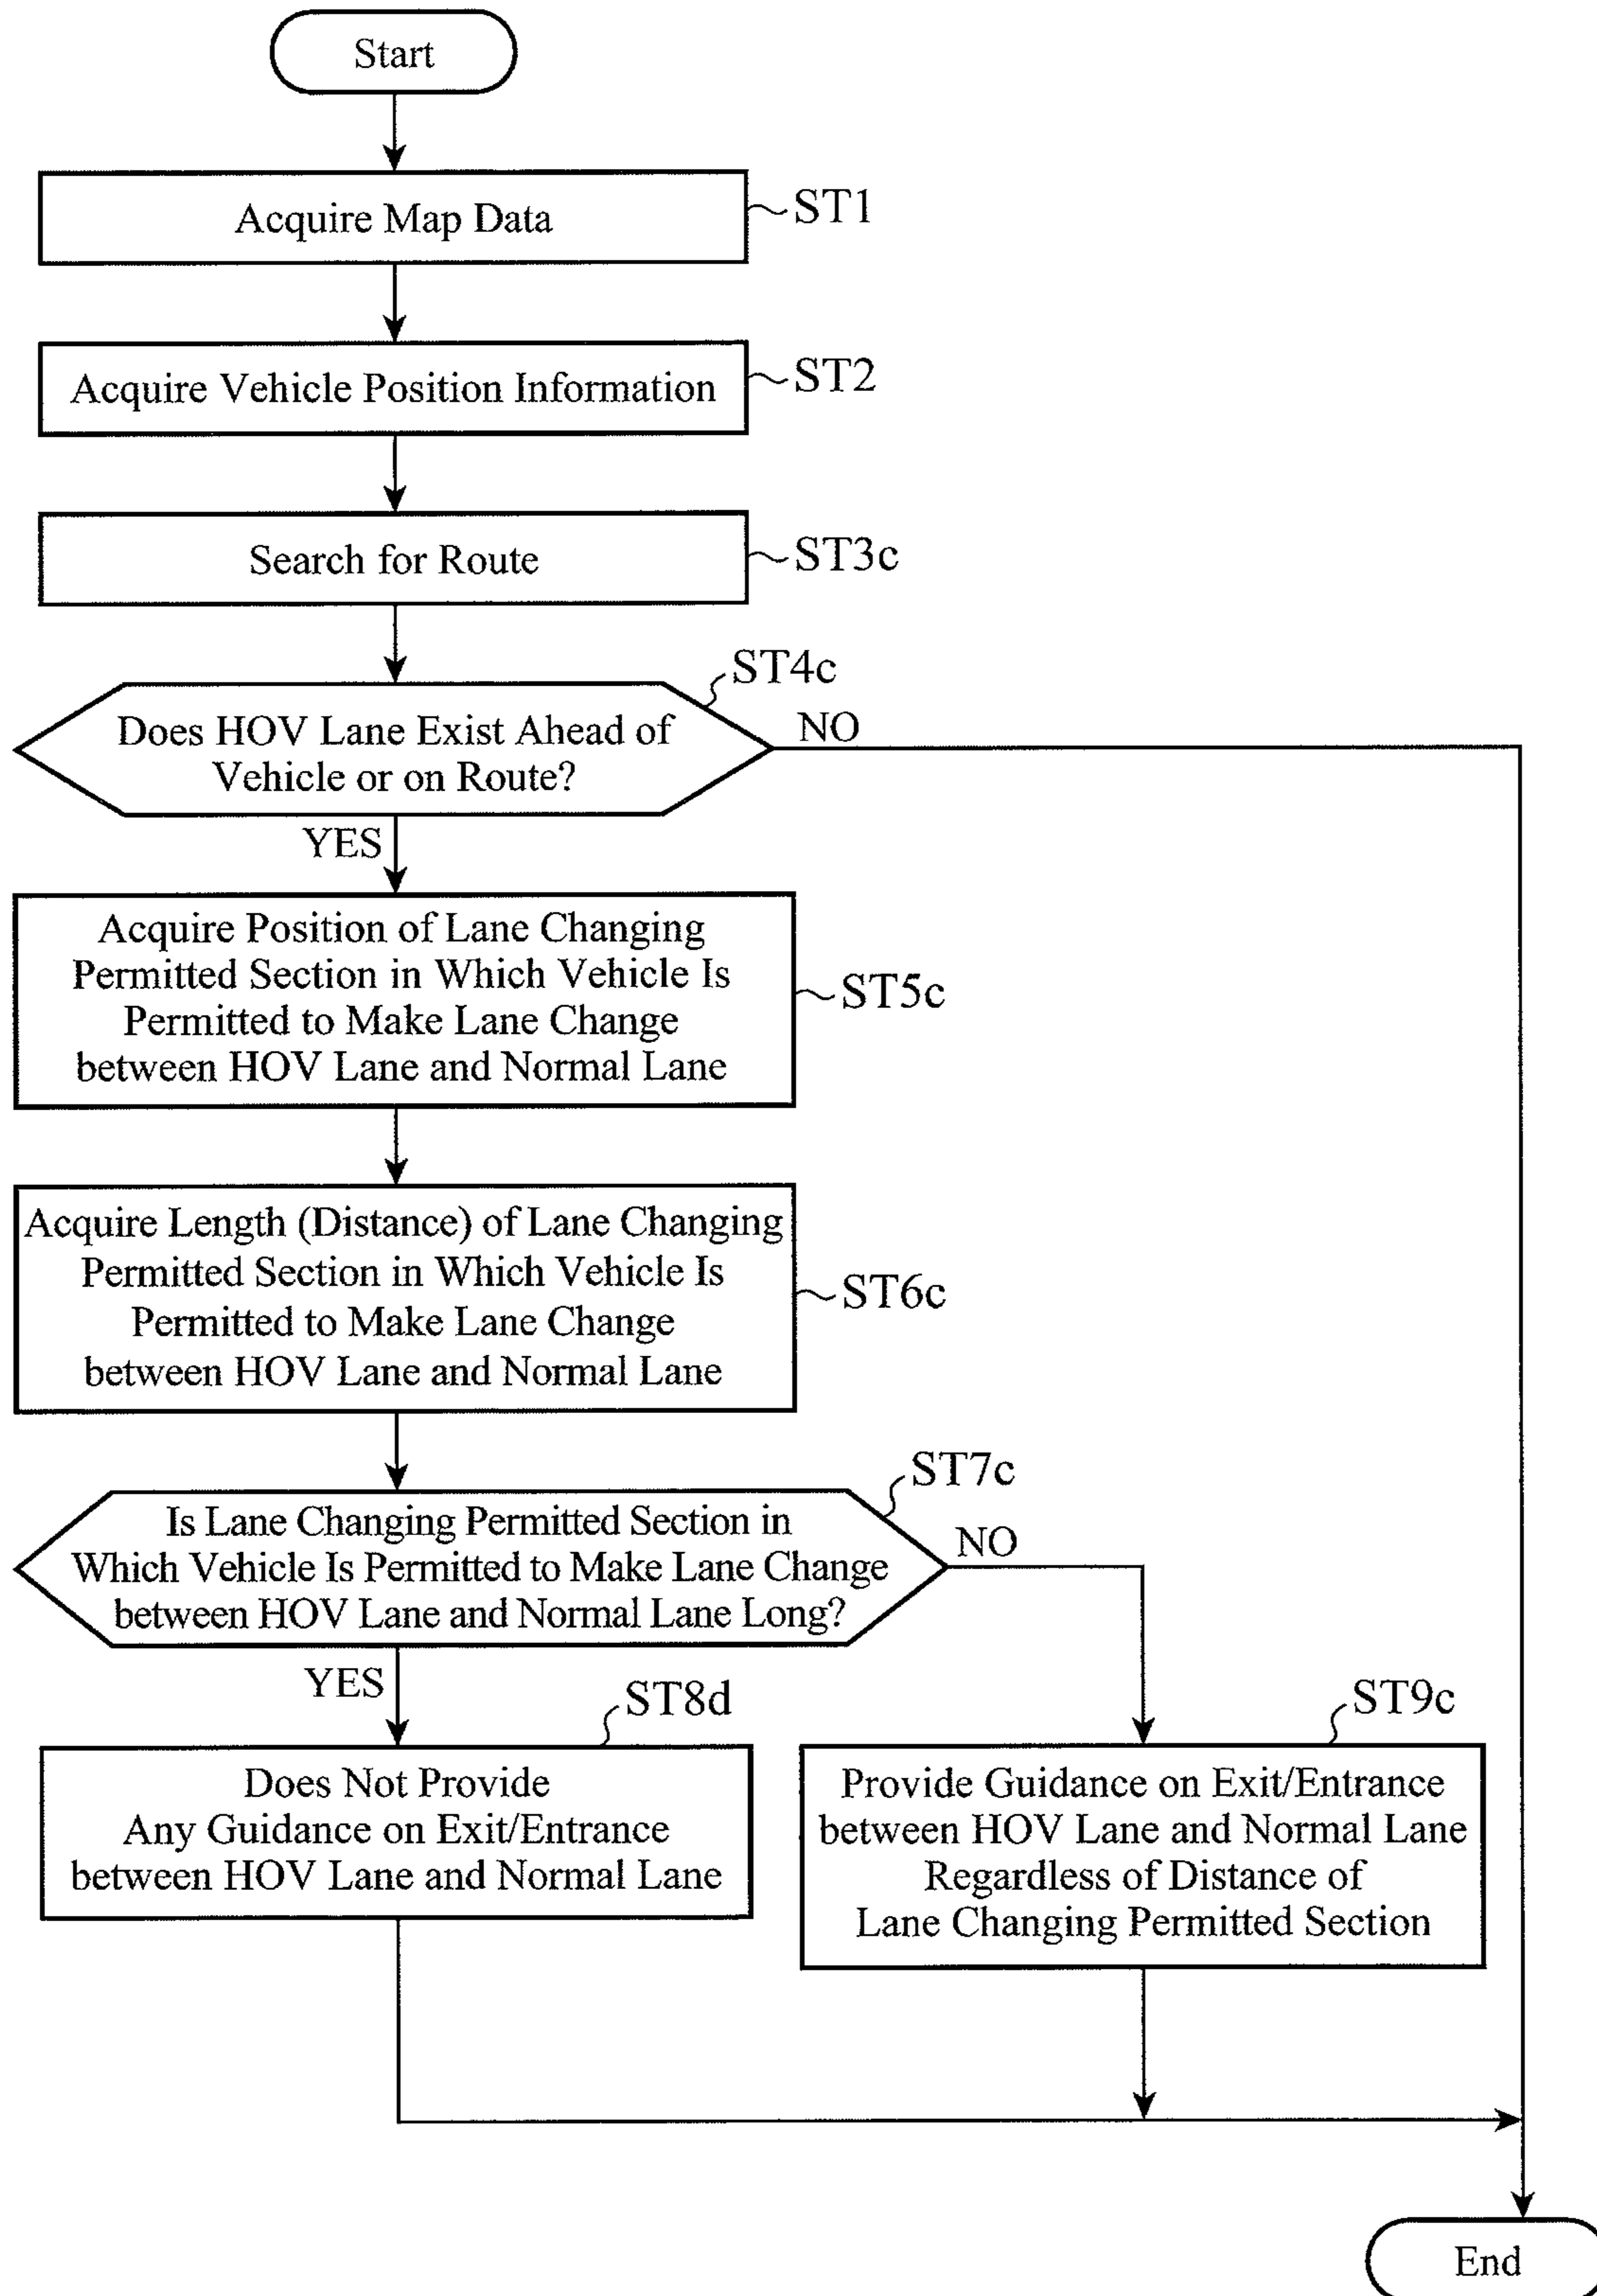 Start
Acquire Map Data
ST1
Acquire Vehicle Position Information
ST2
Search for Route
ST3c
ST4c
Does HOV Lane Exist Ahead of
Vehicle or on Route?
NO
YES
Acquire Position of Lane Changing
Permitted Section in Which Vehicle Is
Permitted to Make Lane Change
between HOV Lane and Normal Lane
ST5c
Acquire Length (Distance) of Lane Changing
Permitted Section in Which Vehicle Is
Permitted to Make Lane Change
between HOV Lane and Normal Lane
ST6c
ST7c
Is Lane Changing Permitted Section in
Which Vehicle Is Permitted to Make Lane Change
between HOV Lane and Normal Lane Long?
NO
YES
ST8d
Does Not Provide
Any Guidance on Exit/Entrance
between HOV Lane and Normal Lane
ST9c
Provide Guidance on Exit/Entrance
between HOV Lane and Normal Lane
Regardless of Distance of
Lane Changing Permitted Section
End